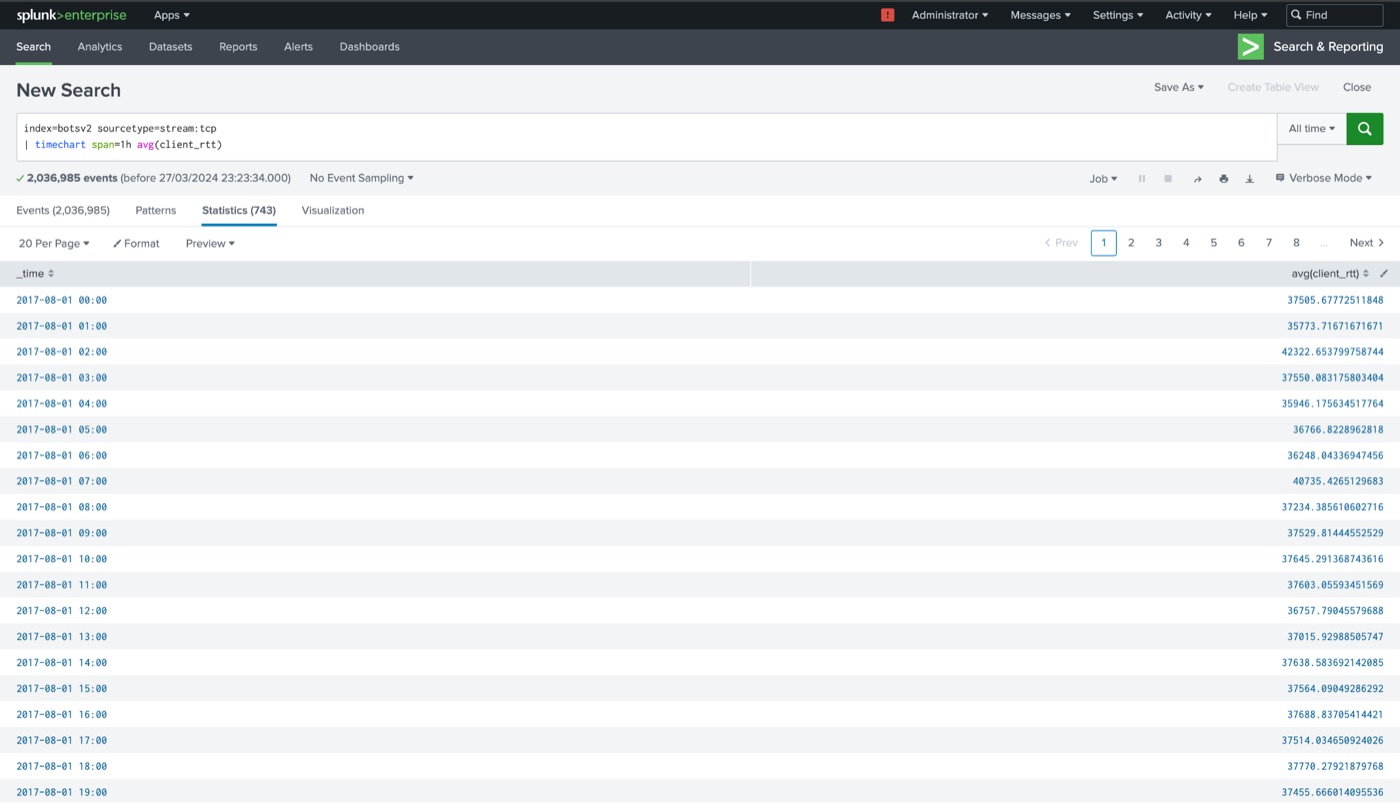 splunk>enterprise Apps ! Administrator Messages Settings Activity Help Find
Search Analytics Datasets Reports Alerts Dashboards > Search & Reporting
New Search Save As Create Table View Close
index=botsv2 sourcetype=stream:tcp
| timechart span=1h avg(client_rtt)
All time
2,036,985 events (before 27/03/2024 23:23:34.000) No Event Sampling Job Verbose Mode
Events (2,036,985) Patterns Statistics (743) Visualization
20 Per Page Format Preview < Prev 1 2 3 4 5 6 7 8 ... Next >
_time avg(client_rtt)
2017-08-01 00:00 37505.67772511848
2017-08-01 01:00 35773.71671671671
2017-08-01 02:00 42322.653799758744
2017-08-01 03:00 37550.083175803404
2017-08-01 04:00 35946.175634517764
2017-08-01 05:00 36766.8228962818
2017-08-01 06:00 36248.04336947456
2017-08-01 07:00 40735.4265129683
2017-08-01 08:00 37234.385610602716
2017-08-01 09:00 37529.81444552529
2017-08-01 10:00 37645.291368743616
2017-08-01 11:00 37603.05593451569
2017-08-01 12:00 36757.79045579688
2017-08-01 13:00 37015.92988505747
2017-08-01 14:00 37638.583692142085
2017-08-01 15:00 37564.09049286292
2017-08-01 16:00 37688.83705414421
2017-08-01 17:00 37514.034650924026
2017-08-01 18:00 37770.27921879768
2017-08-01 19:00 37455.666014095536